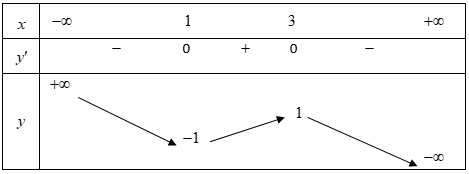 x −∞ 1 3 +∞
y′ − 0 + 0 −
+∞
1
y
−1
−∞